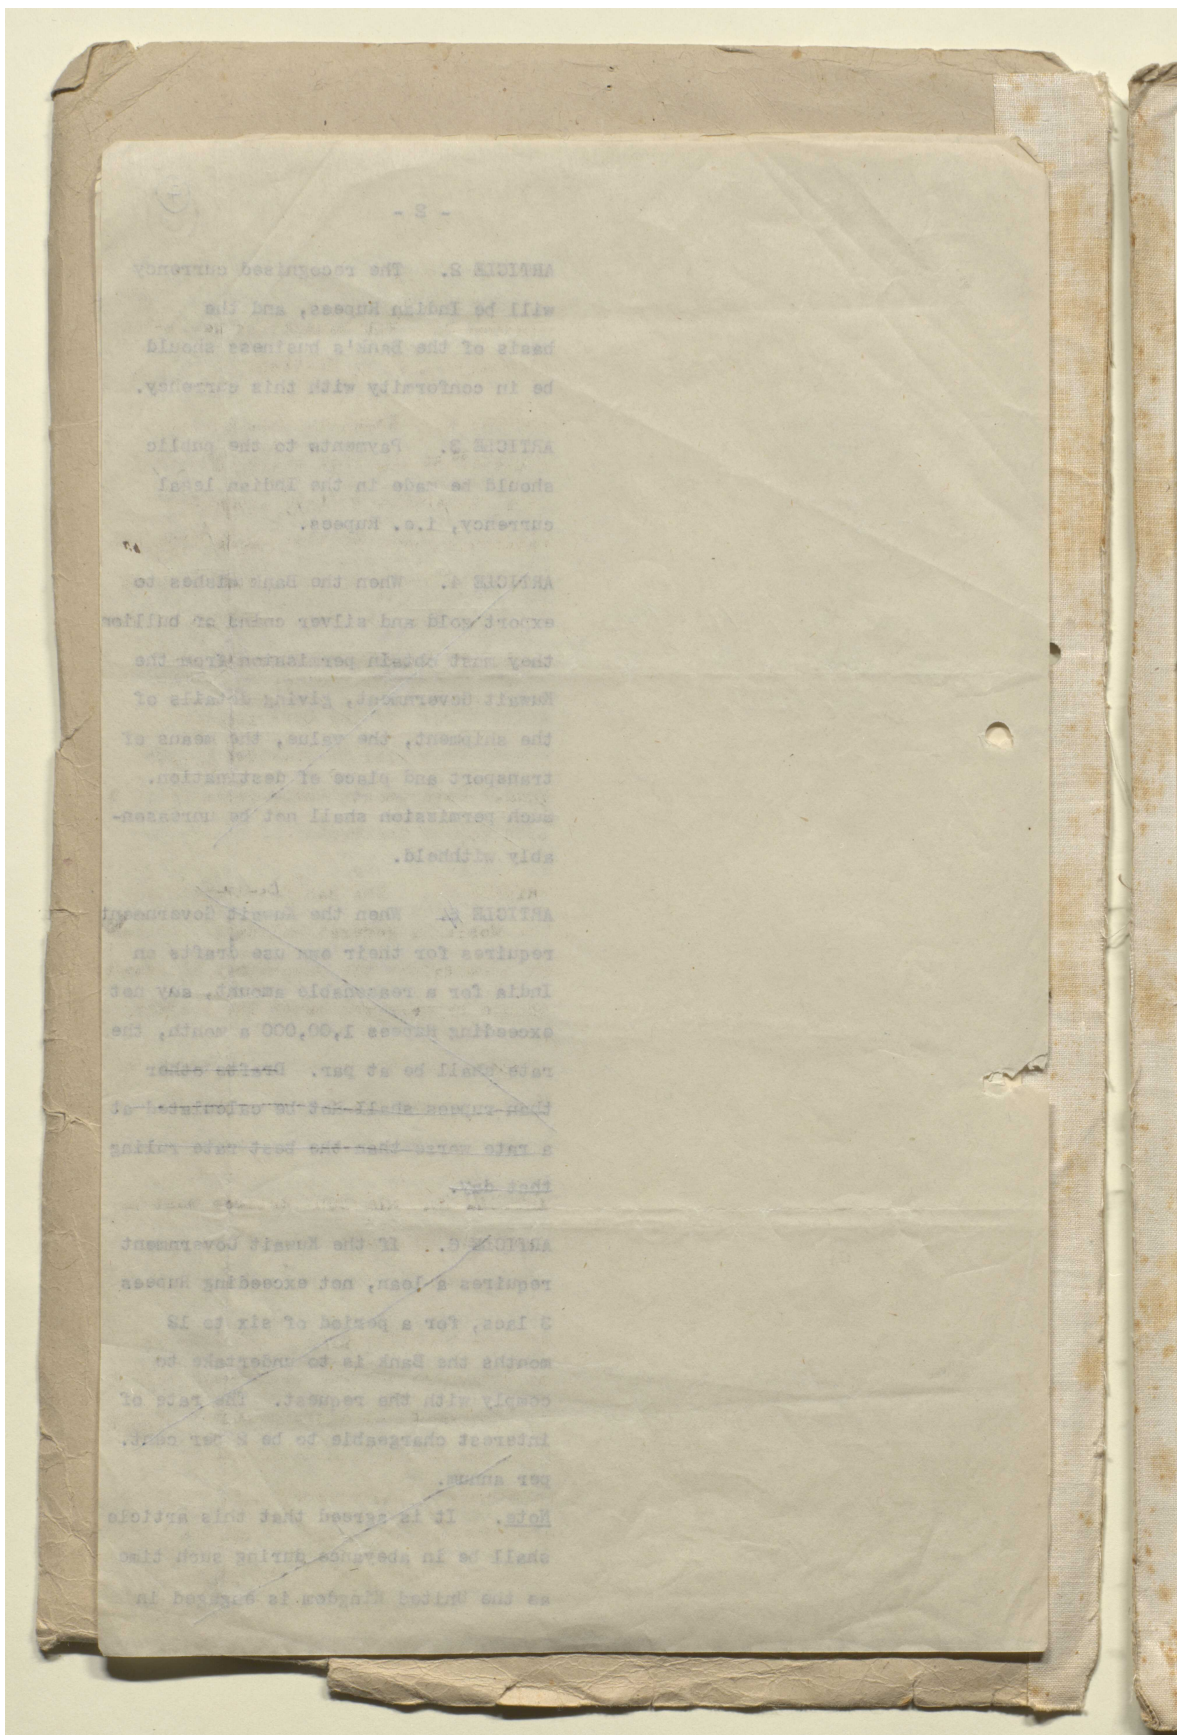 - 2 -
ARTICLE 2. The recognised currency
will be Indian Rupees, and the
basis of the Bank's business should
be in conformity with this currency.
ARTICLE 3. Payments to the public
should be made in the Indian legal
currency, i.e. Rupees.
ARTICLE 4. When the Bank wishes to
export gold and silver or bullion
they must obtain permission from the
Kuwait Government, giving details of
the shipment, the value, the means of
transport and place of destination.
Such permission shall not be unreason-
ably withheld.
ARTICLE When the Kuwait Government
requires for their own use drafts on
India for a reasonable amount, say not
exceeding Rupees 1,00,000 a month, the
rate shall be at par. Drafts other
than rupees shall not be calculated at
a rate worse than the best rate ruling
that day.
ARTICLE 6. If the Kuwait Government
requires a loan, not exceeding Rupees
3 lacs, for a period of six to 12
months the Bank is to undertake to
comply with the request. The rate of
interest chargeable to be per cent.
per annum.
Note. It is agreed that this article
shall be in abeyance during such time
as the United Kingdom is engaged in